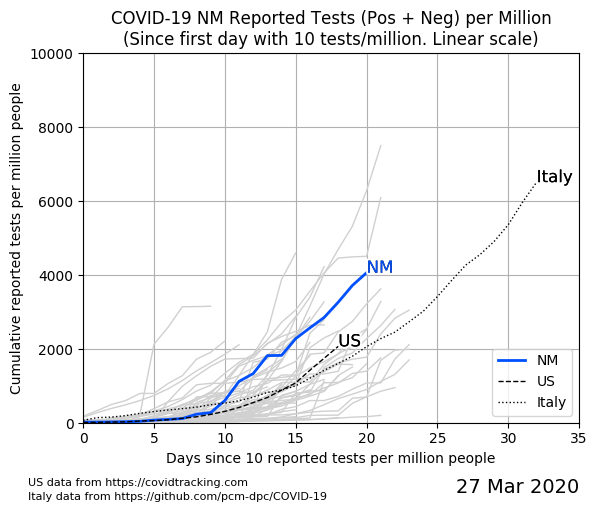 COVID-19 NM Reported Tests (Pos + Neg) per Million
(Since first day with 10 tests/million. Linear scale)
Cumulative reported tests per million people
10000
8000
6000
4000
2000
0
Italy
NM
US
NM
US
Italy
0 5 10 15 20 25 30 35
Days since 10 reported tests per million people
US data from https://covidtracking.com
Italy data from https://github.com/pcm-dpc/COVID-19
27 Mar 2020